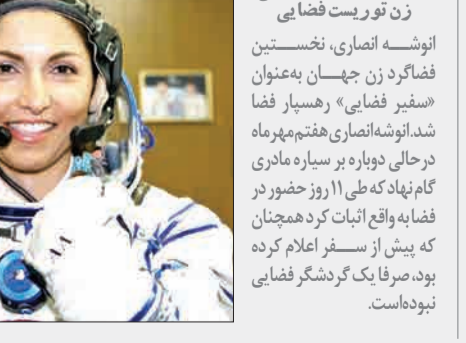 زن توریست فضایی
انوشه انصاری، نخستین
فضاگرد زن جهان به‌عنوان
«سفیر فضایی» رهسپار فضا
شد.انوشه‌انصاری‌هفتم‌مهرماه
درحالی دوباره بر سیاره مادری
گام نهاد که طی ۱۱ روز حضور در
فضا به واقع اثبات کرد همچنان
که پیش از سفر اعلام کرده
بود، صرفا یک گردشگر فضایی
نبوده‌است.